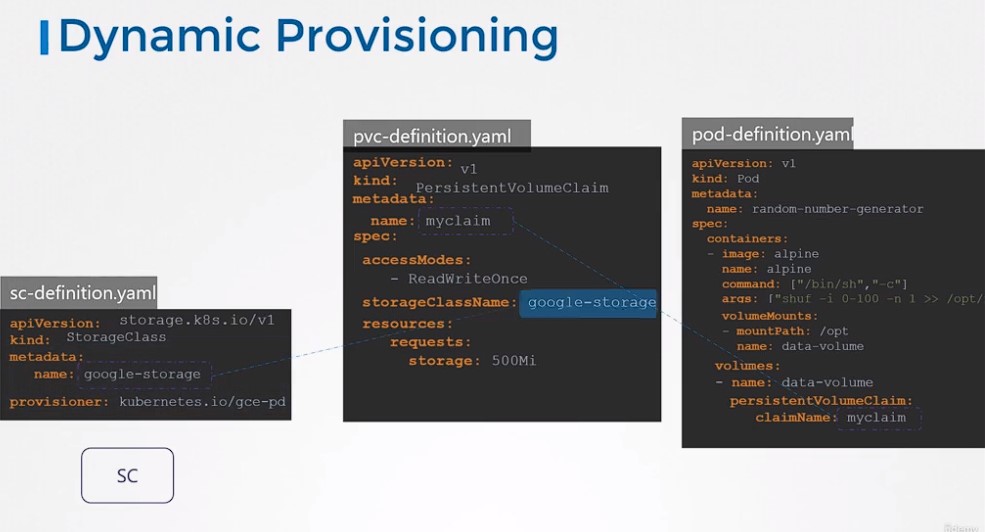 Dynamic Provisioning
sc-definition.yaml
apiVersion: storage.k8s.io/v1
kind: StorageClass
metadata:
name: google-storage
provisioner: kubernetes.io/gce-pd
SC
pvc-definition.yaml
apiVersion: v1
kind: PersistentVolumeClaim
metadata:
name: myclaim
spec:
accessModes:
- ReadWriteOnce
storageClassName: google-storage
resources:
requests:
storage: 500Mi
pod-definition.yaml
apiVersion: v1
kind: Pod
metadata:
name: random-number-generator
spec:
containers:
- image: alpine
name: alpine
command: ["/bin/sh","-c"]
args: ["shuf -i 0-100 -n 1 >> /opt/
volumeMounts:
- mountPath: /opt
name: data-volume
volumes:
- name: data-volume
persistentVolumeClaim:
claimName: myclaim